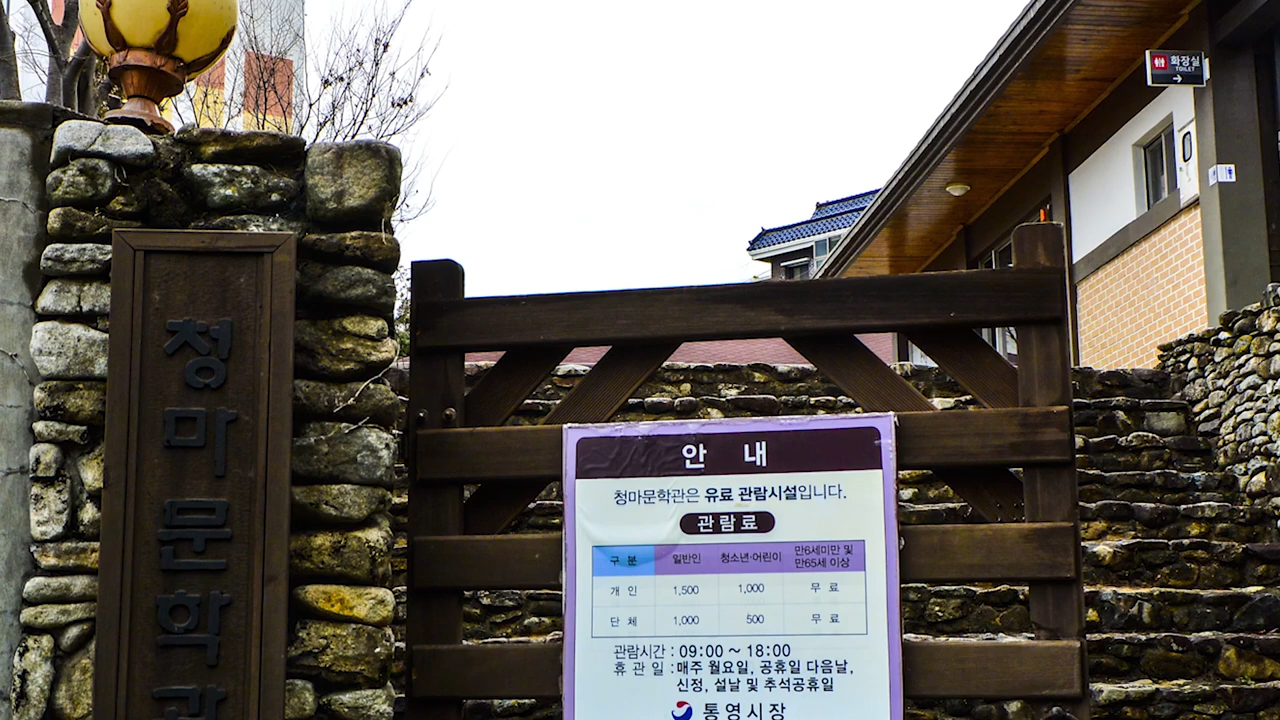 화장실
TOILET
청마문학관
안 내
청마문학관은 유료 관람시설입니다.
관람료
구 분 일반인 청소년·어린이 만6세미만 및 만65세 이상
개 인 1,500 1,000 무 료
단 체 1,000 500 무 료
관람시간 : 09:00 ~ 18:00
휴 관 일 : 매주 월요일, 공휴일 다음날,
신정, 설날 및 추석공휴일
통영시장